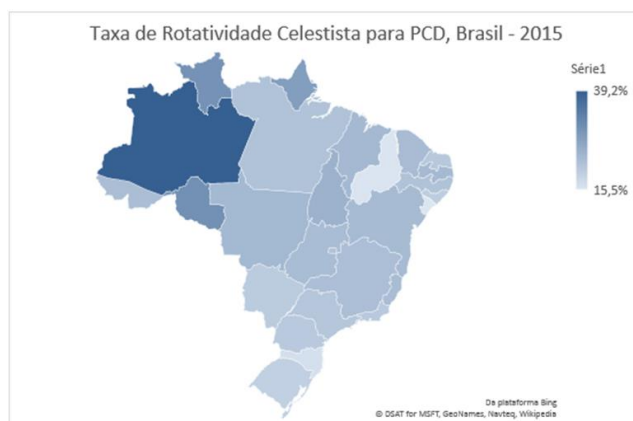 Taxa de Rotatividade Celestista para PCD, Brasil - 2015
Série1
39,2%
15,5%
Da plataforma Bing
© DSAT for MSFT, GeoNames, Navteq, Wikipedia